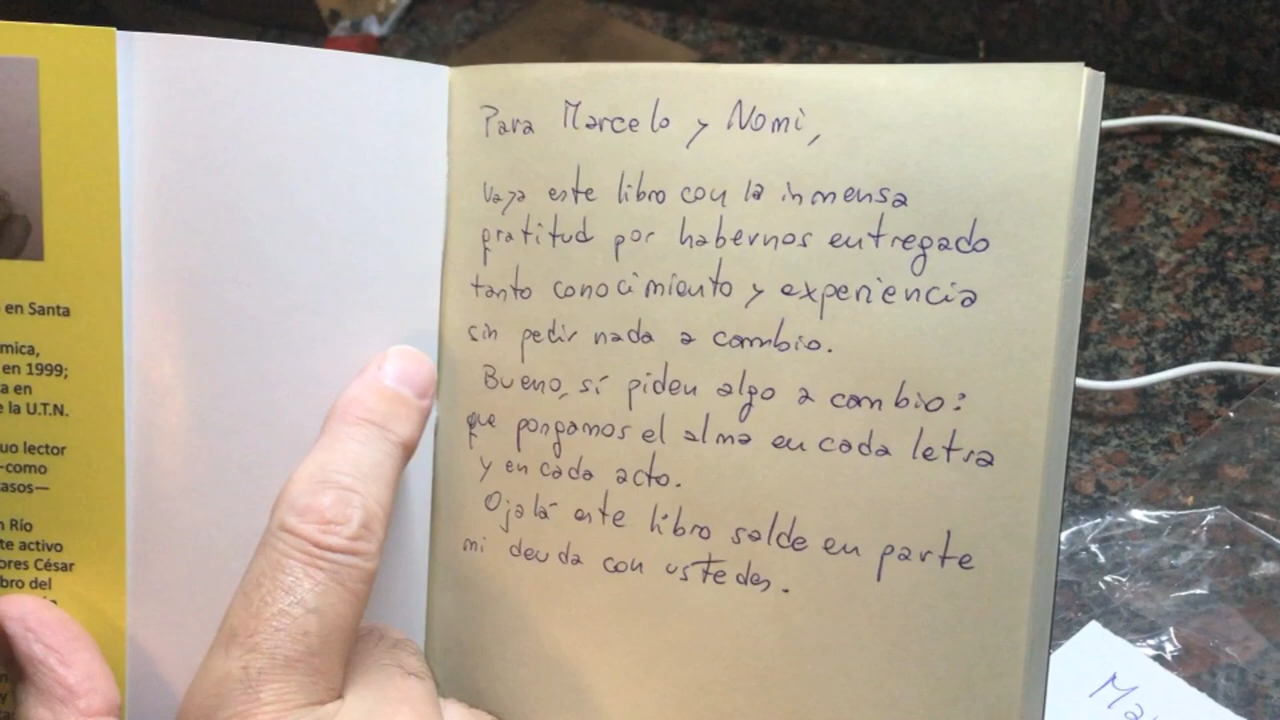 en Santa
mica,
en 1999;
a en
e la U.T.N.
uo lector
—como
asos—
n Río
te activo
ores César
bro del
Para Marcelo y Nomi,
Vaya este libro con la inmensa
gratitud por habernos entregado
tanto conocimiento y experiencia
sin pedir nada a cambio.
Bueno, sí piden algo a cambio:
que pongamos el alma en cada letra
y en cada acto.
Ojalá este libro salde en parte
mi deuda con ustedes.
Ma